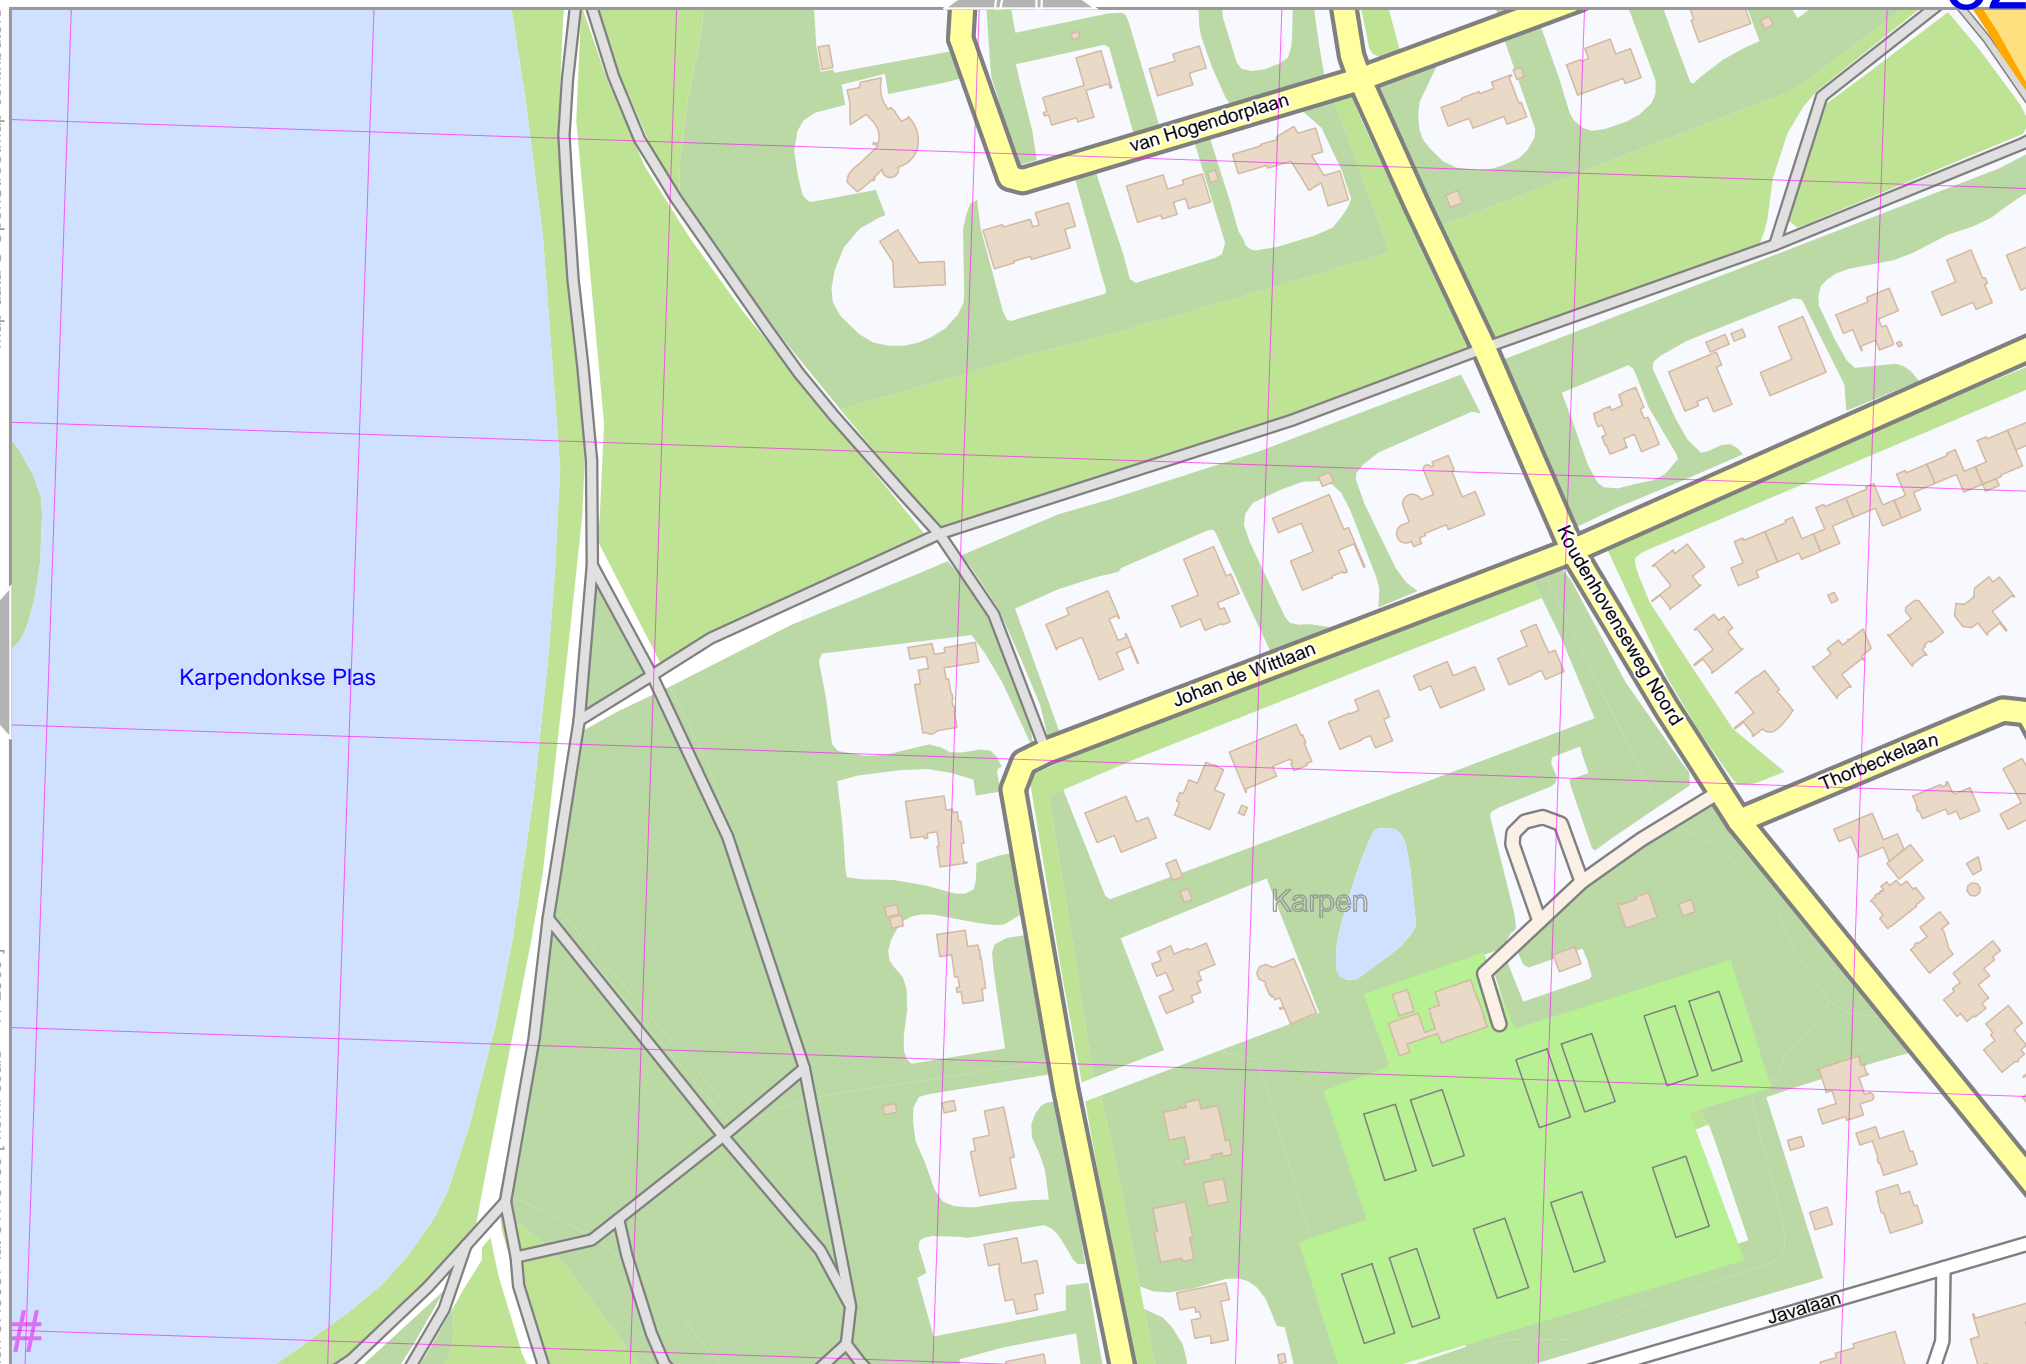 van Hogendorplaan
Koudenhovenseweg Noord
Johan de Wittlaan
Karpendonkse Plas
Thorbeckelaan
Karpen
Javalaan
#